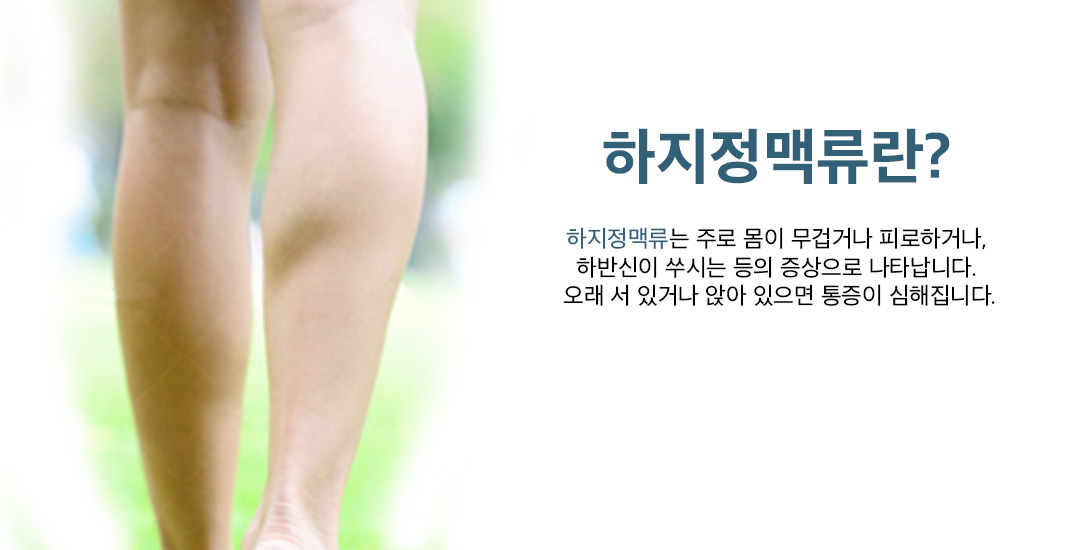 하지정맥류란?
하지정맥류는 주로 몸이 무겁거나 피로하거나,
하반신이 쑤시는 등의 증상으로 나타납니다.
오래 서 있거나 앉아 있으면 통증이 심해집니다.